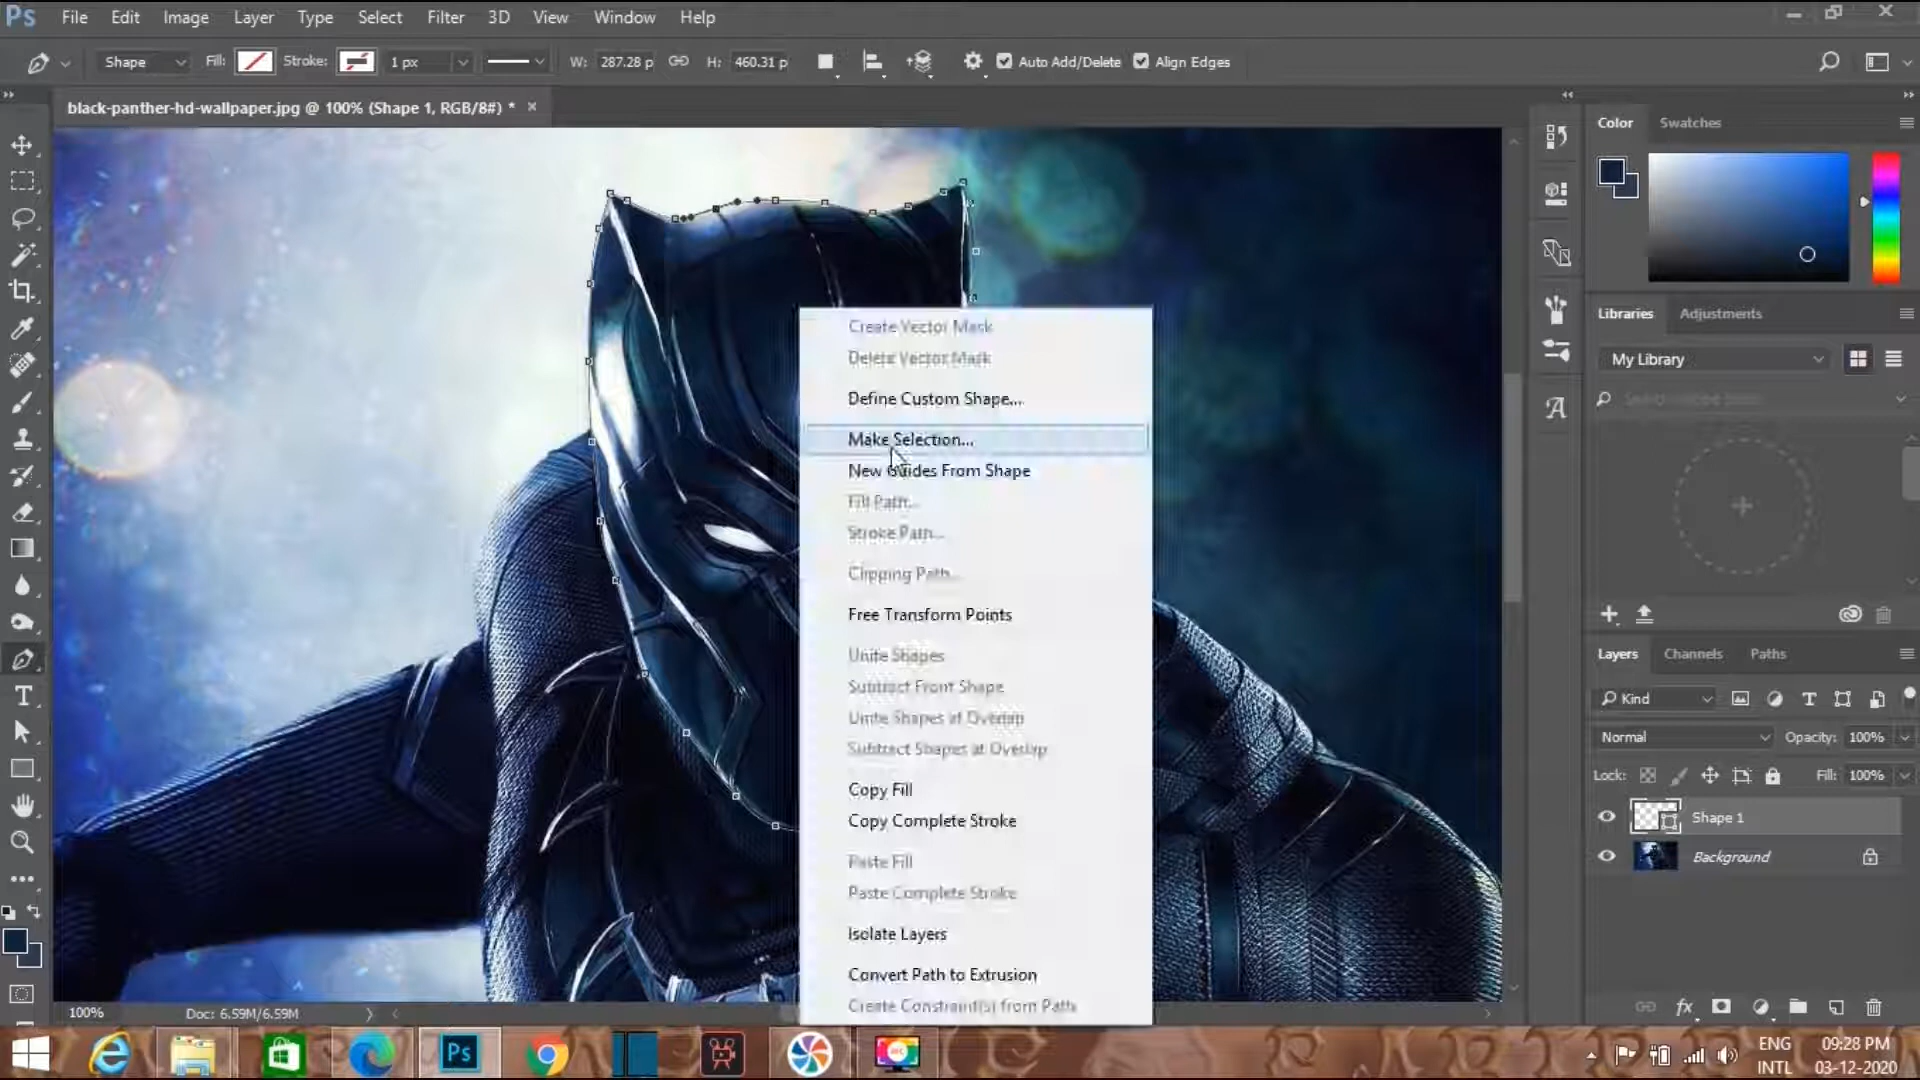 Ps File Edit Image Layer Type Select Filter 3D View Window Help
Shape Fill: Stroke: 1 px W: 287.28 p H: 460.31 p Auto Add/Delete Align Edges
black-panther-hd-wallpaper.jpg @ 100% (Shape 1, RGB/8#) *
Color Swatches
Create Vector Mask
Delete Vector Mask
Define Custom Shape...
Make Selection...
New Guides From Shape
Fill Path...
Stroke Path...
Clipping Path...
Free Transform Points
Unite Shapes
Subtract Front Shape
Unite Shapes at Overlap
Subtract Shapes at Overlap
Copy Fill
Copy Complete Stroke
Paste Fill
Paste Complete Stroke
Isolate Layers
Convert Path to Extrusion
Create Constraint(s) from Path
Libraries Adjustments
My Library
Layers Channels Paths
Kind
Normal Opacity: 100%
Lock: Fill: 100%
Shape 1
Background
fx
100% Doc: 6.59M/6.59M
Ps
ENG 09:28 PM
INTL 03-12-2020